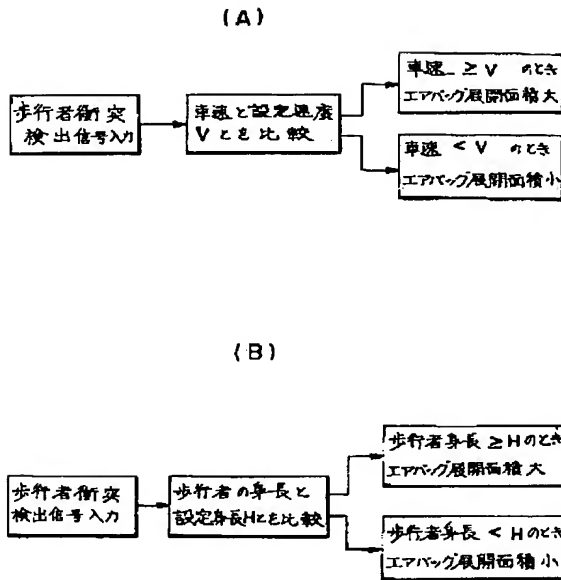 (A)
歩行者衝突
検出信号入力
車速と設定速度
Vとを比較
車速 ≧ V のとき
エアバッグ展開面積大
車速 < V のとき
エアバッグ展開面積小
(B)
歩行者衝突
検出信号入力
歩行者の身長と
設定身長Hとを比較
歩行者身長 ≧ Hのとき
エアバッグ展開面積大
歩行者身長 < Hのとき
エアバッグ展開面積小